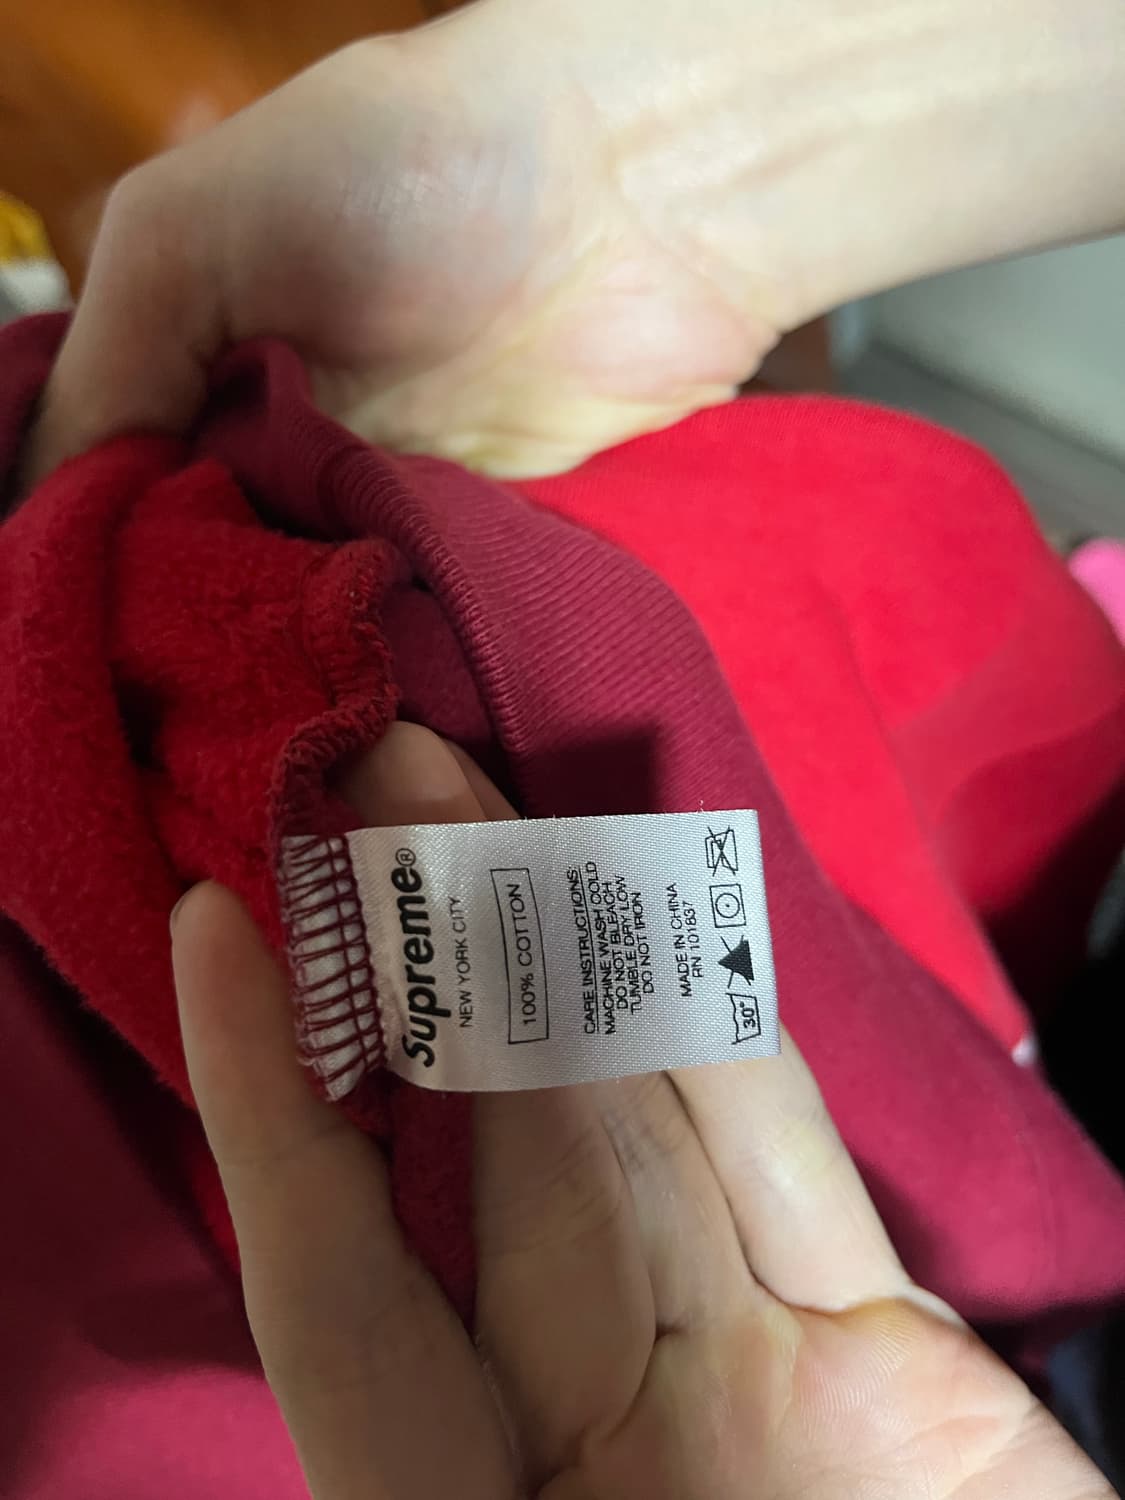 Supreme®
NEW YORK CITY
100% COTTON
CARE INSTRUCTIONS:
MACHINE WASH COLD
DO NOT BLEACH
TUMBLE DRY LOW
DO NOT IRON
MADE IN CHINA
RN 101837
30°